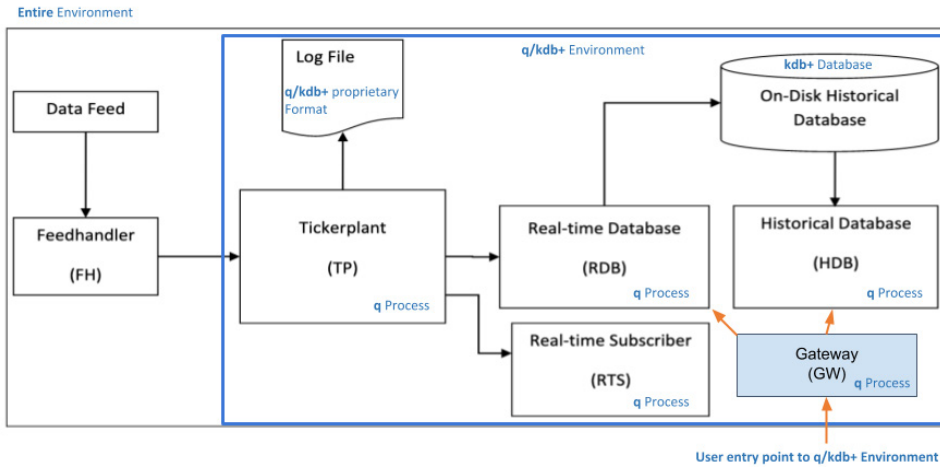 Entire Environment
q/kdb+ Environment
Log File
q/kdb+ proprietary
Format
kdb+ Database
On-Disk Historical
Database
Data Feed
Feedhandler
(FH)
Tickerplant
(TP)
q Process
Real-time Database
(RDB)
q Process
Historical Database
(HDB)
q Process
Real-time Subscriber
(RTS)
q Process
Gateway
(GW)
q Process
User entry point to q/kdb+ Environment